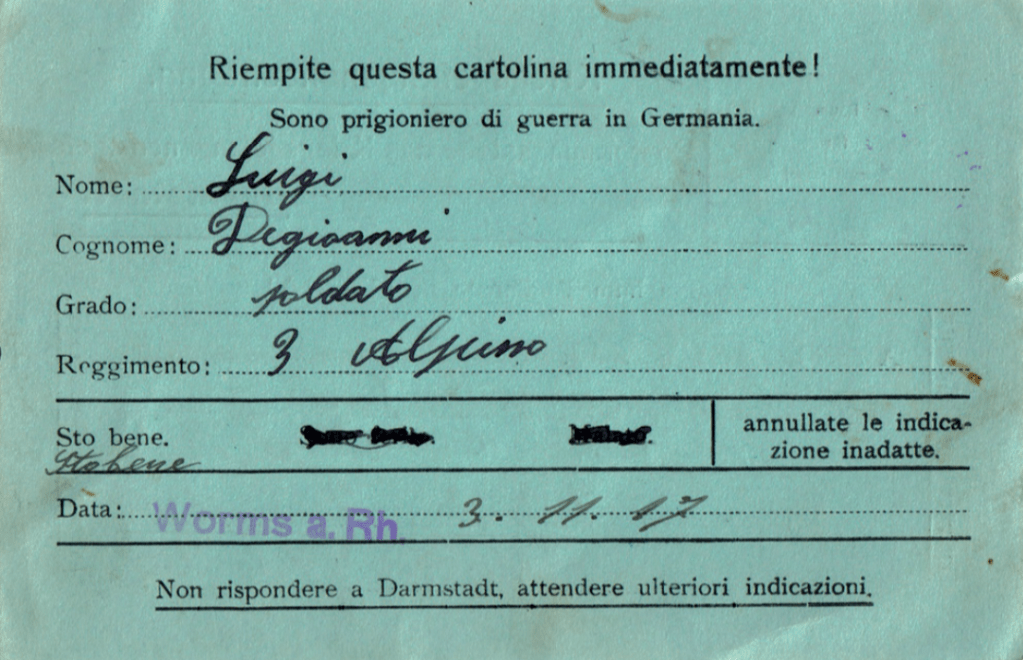 Riempite questa cartolina immediatamente!
Sono prigioniero di guerra in Germania.
Nome: Luigi
Cognome: Degioanni
Grado: soldato
Reggimento: 3 Alpino
Sto bene. annullate le indica-
Sto bene zione inadatte.
Data: Worms a. Rh. 3. 11. 17
Non rispondere a Darmstadt, attendere ulteriori indicazioni.